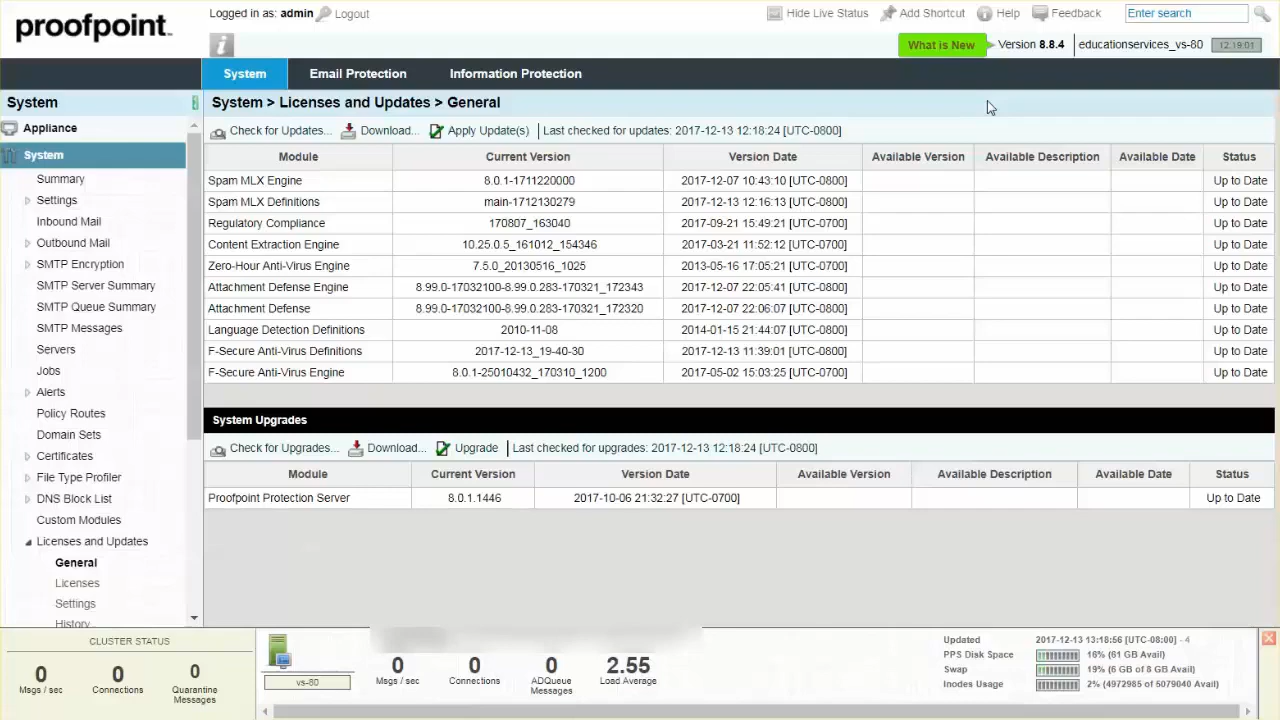 proofpoint.
Logged in as: admin Logout
Hide Live Status Add Shortcut Help Feedback Enter search
What is New Version 8.8.4 educationservices_vs-80 12.19.01
System Email Protection Information Protection
System
System > Licenses and Updates > General
Appliance
System
Summary
Settings
Inbound Mail
Outbound Mail
SMTP Encryption
SMTP Server Summary
SMTP Queue Summary
SMTP Messages
Servers
Jobs
Alerts
Policy Routes
Domain Sets
Certificates
File Type Profiler
DNS Block List
Custom Modules
Licenses and Updates
General
Licenses
Settings
History
Check for Updates... Download... Apply Update(s) Last checked for updates: 2017-12-13 12:18:24 [UTC-0800]
Module Current Version Version Date Available Version Available Description Available Date Status
Spam MLX Engine 8.0.1-1711220000 2017-12-07 10:43:10 [UTC-0800] Up to Date
Spam MLX Definitions main-1712130279 2017-12-13 12:16:13 [UTC-0800] Up to Date
Regulatory Compliance 170807_163040 2017-09-21 15:49:21 [UTC-0700] Up to Date
Content Extraction Engine 10.25.0.5_161012_154346 2017-03-21 11:52:12 [UTC-0700] Up to Date
Zero-Hour Anti-Virus Engine 7.5.0_20130516_1025 2013-05-16 17:05:21 [UTC-0700] Up to Date
Attachment Defense Engine 8.99.0-17032100-8.99.0.283-170321_172343 2017-12-07 22:05:41 [UTC-0800] Up to Date
Attachment Defense 8.99.0-17032100-8.99.0.283-170321_172320 2017-12-07 22:06:07 [UTC-0800] Up to Date
Language Detection Definitions 2010-11-08 2014-01-15 21:44:07 [UTC-0800] Up to Date
F-Secure Anti-Virus Definitions 2017-12-13_19-40-30 2017-12-13 11:39:01 [UTC-0800] Up to Date
F-Secure Anti-Virus Engine 8.0.1-25010432_170310_1200 2017-05-02 15:03:25 [UTC-0700] Up to Date
System Upgrades
Check for Upgrades... Download... Upgrade Last checked for upgrades: 2017-12-13 12:18:24 [UTC-0800]
Module Current Version Version Date Available Version Available Description Available Date Status
Proofpoint Protection Server 8.0.1.1446 2017-10-06 21:32:27 [UTC-0700] Up to Date
CLUSTER STATUS
0 0 0
Msgs / sec Connections Quarantine Messages
vs-80
0 0 0 2.55
Msgs / sec Connections ADQueue Messages Load Average
Updated 2017-12-13 13:18:56 [UTC-08:00] - 4
PPS Disk Space 16% (61 GB Avail)
Swap 19% (6 GB of 8 GB Avail)
Inodes Usage 2% (4972985 of 5079040 Avail)